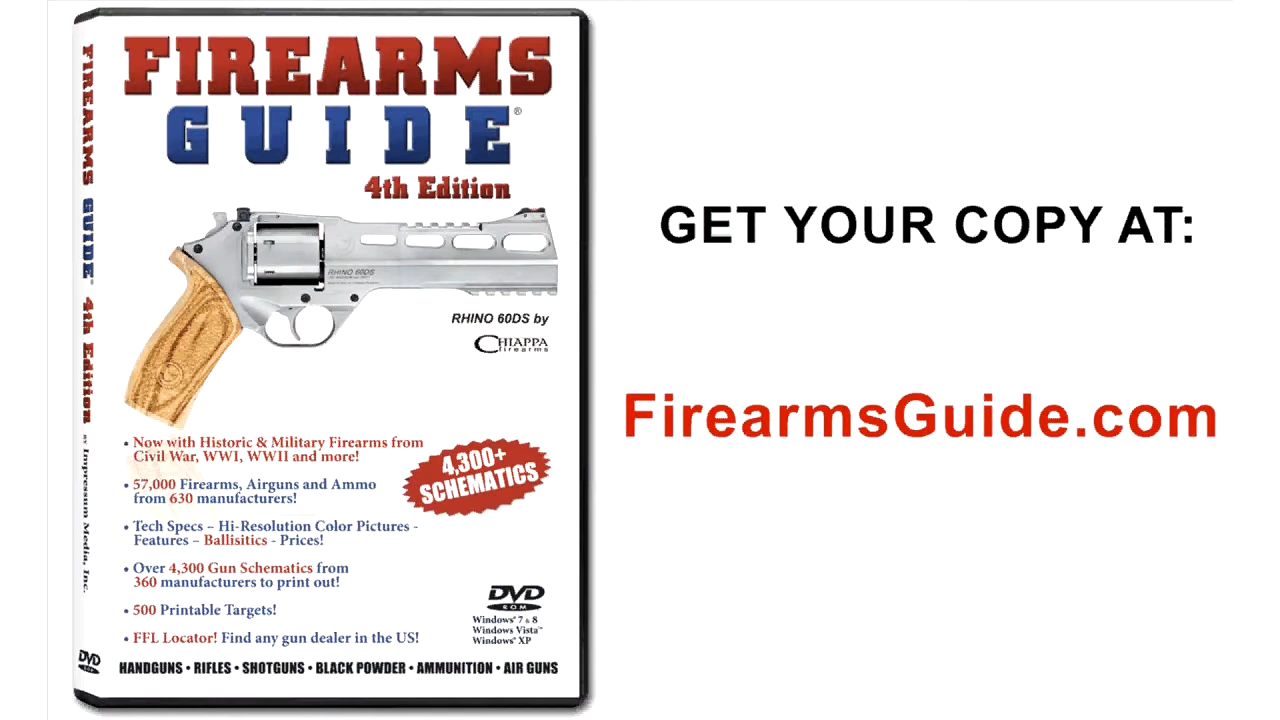 FIREARMS
GUIDE®
4th Edition
RHINO 60DS
RHINO 60DS by
CHIAPPA
firearms
• Now with Historic & Military Firearms from
Civil War, WWI, WWII and more!
• 57,000 Firearms, Airguns and Ammo
from 630 manufacturers!
• Tech Specs – Hi-Resolution Color Pictures -
Features – Ballisitics - Prices!
• Over 4,300 Gun Schematics from
360 manufacturers to print out!
• 500 Printable Targets!
• FFL Locator! Find any gun dealer in the US!
4,300+
SCHEMATICS
DVD
ROM
Windows® 7 & 8
Windows Vista™
Windows® XP
HANDGUNS • RIFLES • SHOTGUNS • BLACK POWDER • AMMUNITION • AIR GUNS
FIREARMS GUIDE 4th Edition BY Impressum Media, Inc.
DVD
GET YOUR COPY AT:
FirearmsGuide.com